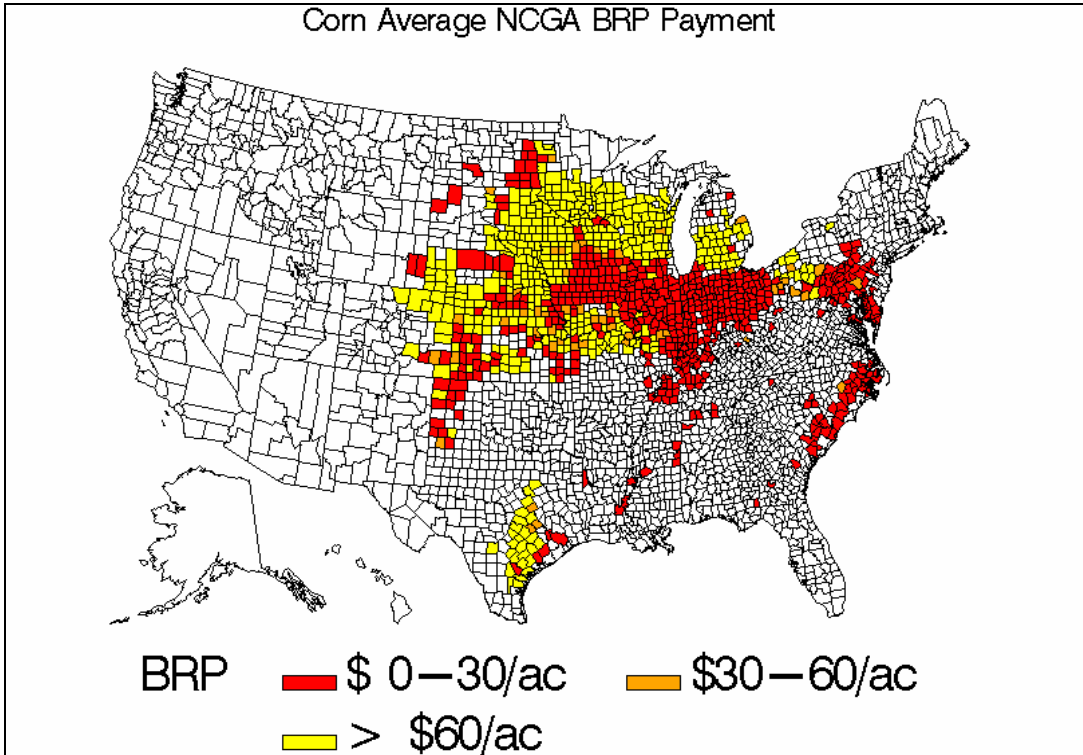 Corn Average NCGA BRP Payment
BRP $ 0–30/ac $30–60/ac
> $60/ac